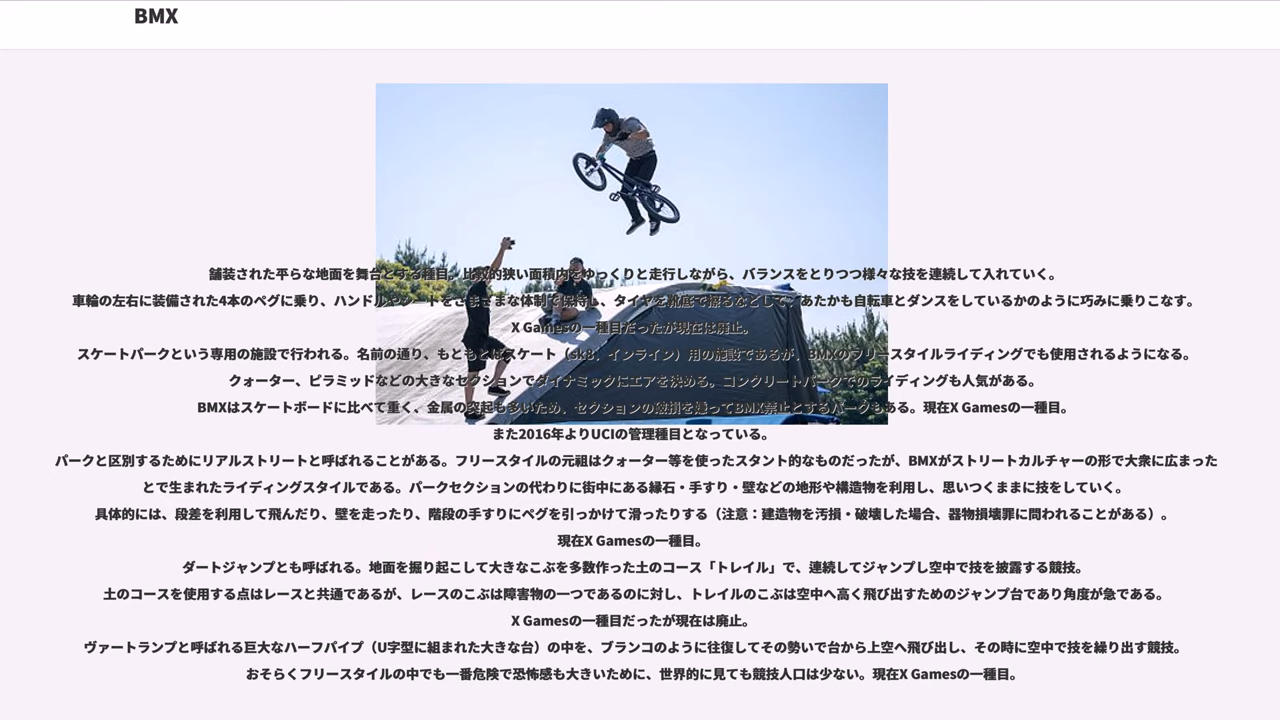 BMX
舗装された平らな地面を舞台とする種目。比較的狭い面積内をゆっくりと走行しながら、バランスをとりつつ様々な技を連続して入れていく。
車輪の左右に装備された4本のペグに乗り、ハンドルやシートをさまざまな体制で保持し、タイヤを靴底で擦るなどして、あたかも自転車とダンスをしているかのように巧みに乗りこなす。
X Gamesの一種目だったが現在は廃止。
スケートパークという専用の施設で行われる。名前の通り、もともとはスケート（sk8、インライン）用の施設であるが、BMXのフリースタイルライディングでも使用されるようになる。
クォーター、ピラミッドなどの大きなセクションでダイナミックにエアを決める。コンクリートパークでのライディングも人気がある。
BMXはスケートボードに比べて重く、金属の突起も多いため、セクションの破損を嫌ってBMX禁止とするパークもある。現在X Gamesの一種目。
また2016年よりUCIの管理種目となっている。
パークと区別するためにリアルストリートと呼ばれることがある。フリースタイルの元祖はクォーター等を使ったスタント的なものだったが、BMXがストリートカルチャーの形で大衆に広まった
とで生まれたライディングスタイルである。パークセクションの代わりに街中にある縁石・手すり・壁などの地形や構造物を利用し、思いつくままに技をしていく。
具体的には、段差を利用して飛んだり、壁を走ったり、階段の手すりにペグを引っかけて滑ったりする（注意：建造物を汚損・破壊した場合、器物損壊罪に問われることがある）。
現在X Gamesの一種目。
ダートジャンプとも呼ばれる。地面を掘り起こして大きなこぶを多数作った土のコース「トレイル」で、連続してジャンプし空中で技を披露する競技。
土のコースを使用する点はレースと共通であるが、レースのこぶは障害物の一つであるのに対し、トレイルのこぶは空中へ高く飛び出すためのジャンプ台であり角度が急である。
X Gamesの一種目だったが現在は廃止。
ヴァートランプと呼ばれる巨大なハーフパイプ（U字型に組まれた大きな台）の中を、ブランコのように往復してその勢いで台から上空へ飛び出し、その時に空中で技を繰り出す競技。
おそらくフリースタイルの中でも一番危険で恐怖感も大きいために、世界的に見ても競技人口は少ない。現在X Gamesの一種目。